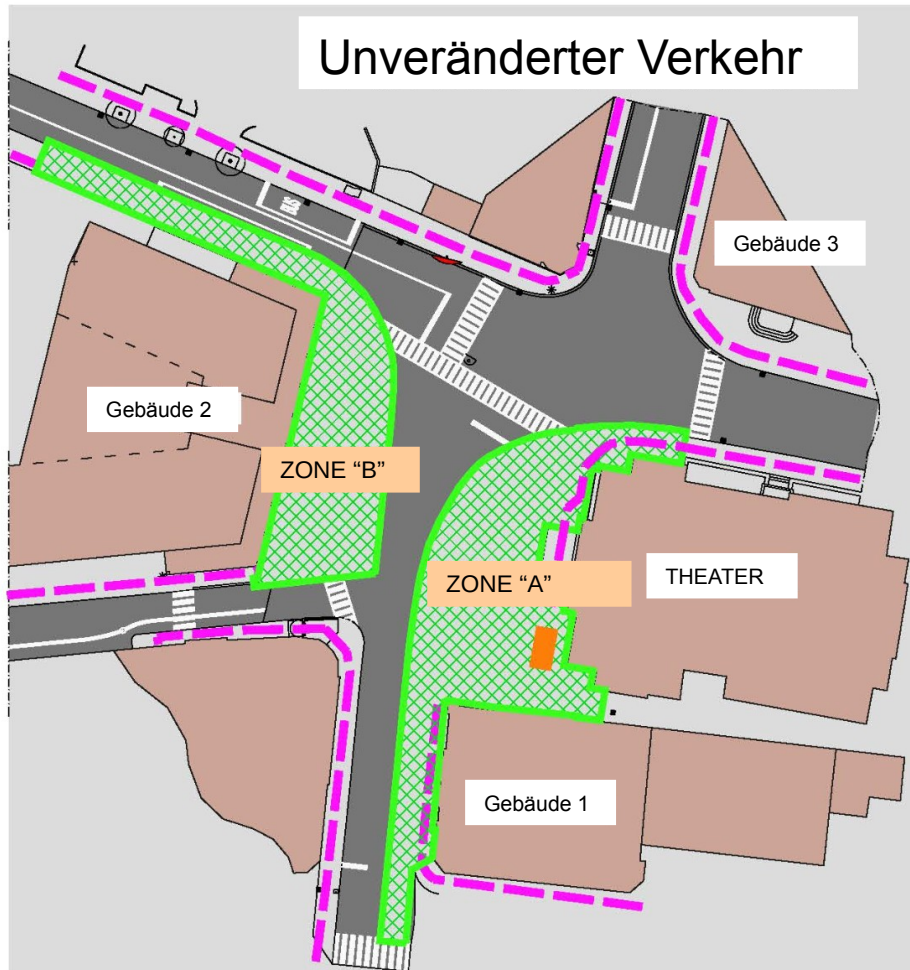 Unveränderter Verkehr
Gebäude 3
Gebäude 2
ZONE “B”
ZONE “A”
THEATER
Gebäude 1